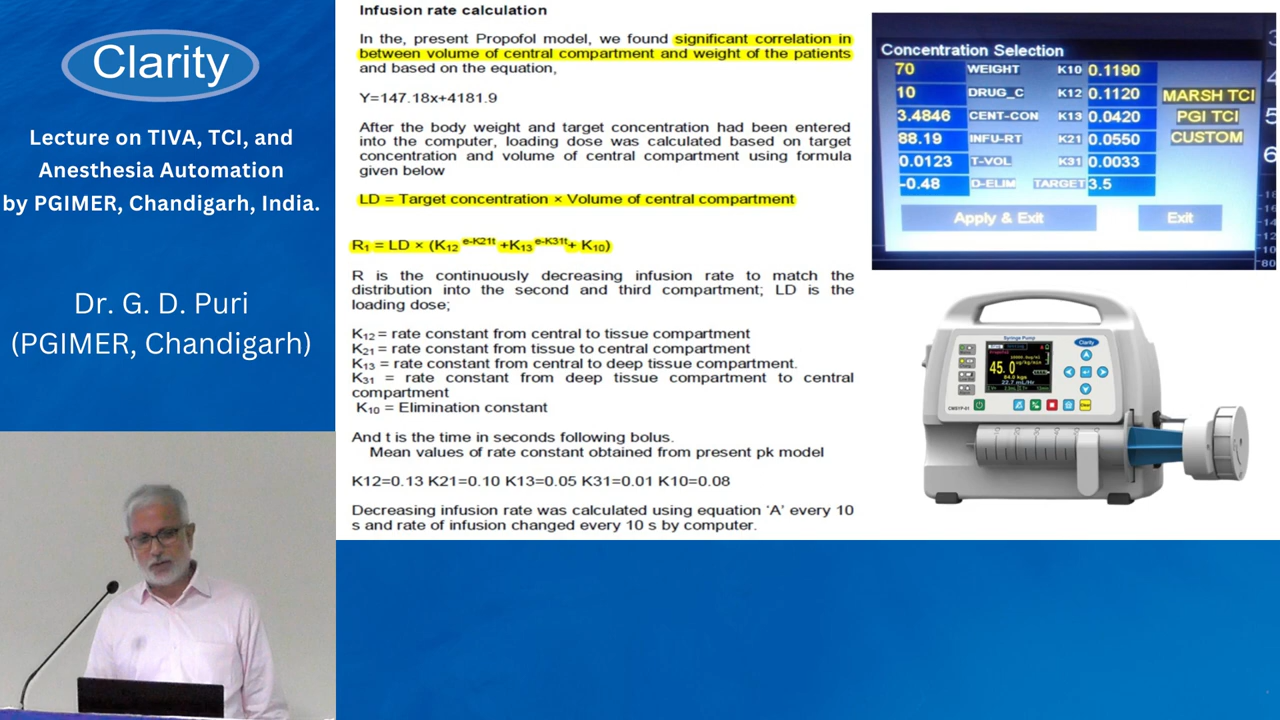 Clarity
Lecture on TIVA, TCI, and
Anesthesia Automation
by PGIMER, Chandigarh, India.
Dr. G. D. Puri
(PGIMER, Chandigarh)
Infusion rate calculation
In the, present Propofol model, we found significant correlation in
between volume of central compartment and weight of the patients
and based on the equation,
Y=147.18x+4181.9
After the body weight and target concentration had been entered
into the computer, loading dose was calculated based on target
concentration and volume of central compartment using formula
given below
LD = Target concentration × Volume of central compartment
R1 = LD × (K12 e-K21t +K13 e-K31t + K10)
R is the continuously decreasing infusion rate to match the
distribution into the second and third compartment; LD is the
loading dose;
K12 = rate constant from central to tissue compartment
K21 = rate constant from tissue to central compartment
K13 = rate constant from central to deep tissue compartment.
K31 = rate constant from deep tissue compartment to central
compartment
K10 = Elimination constant
And t is the time in seconds following bolus.
Mean values of rate constant obtained from present pk model
K12=0.13 K21=0.10 K13=0.05 K31=0.01 K10=0.08
Decreasing infusion rate was calculated using equation ‘A’ every 10
s and rate of infusion changed every 10 s by computer.
Concentration Selection
70 WEIGHT K10 0.1190
10 DRUG_C K12 0.1120 MARSH TCI
3.4846 CENT-CON K13 0.0420 PGI TCI
88.19 INFU-RT K21 0.0550 CUSTOM
0.0123 T-VOL K31 0.0033
-0.48 D-ELIM TARGET 3.5
Apply & Exit Exit
Syringe Pump
Clarity
45.0
22.7 mL/Hr